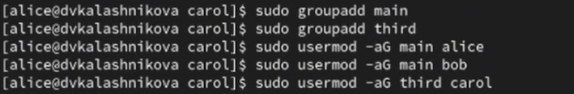 [alice@dvkalashnikova carol]$ sudo groupadd main
[alice@dvkalashnikova carol]$ sudo groupadd third
[alice@dvkalashnikova carol]$ sudo usermod -aG main alice
[alice@dvkalashnikova carol]$ sudo usermod -aG main bob
[alice@dvkalashnikova carol]$ sudo usermod -aG third carol